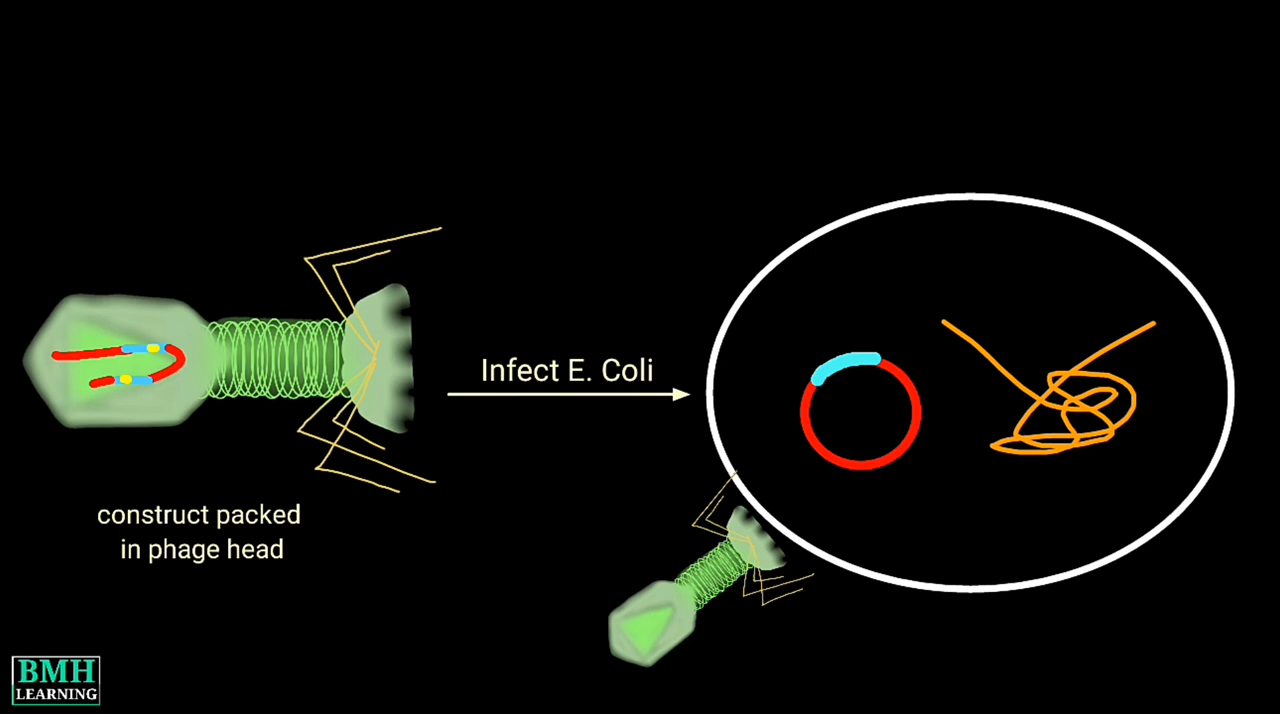 Infect E. Coli
construct packed
in phage head
BMH
LEARNING